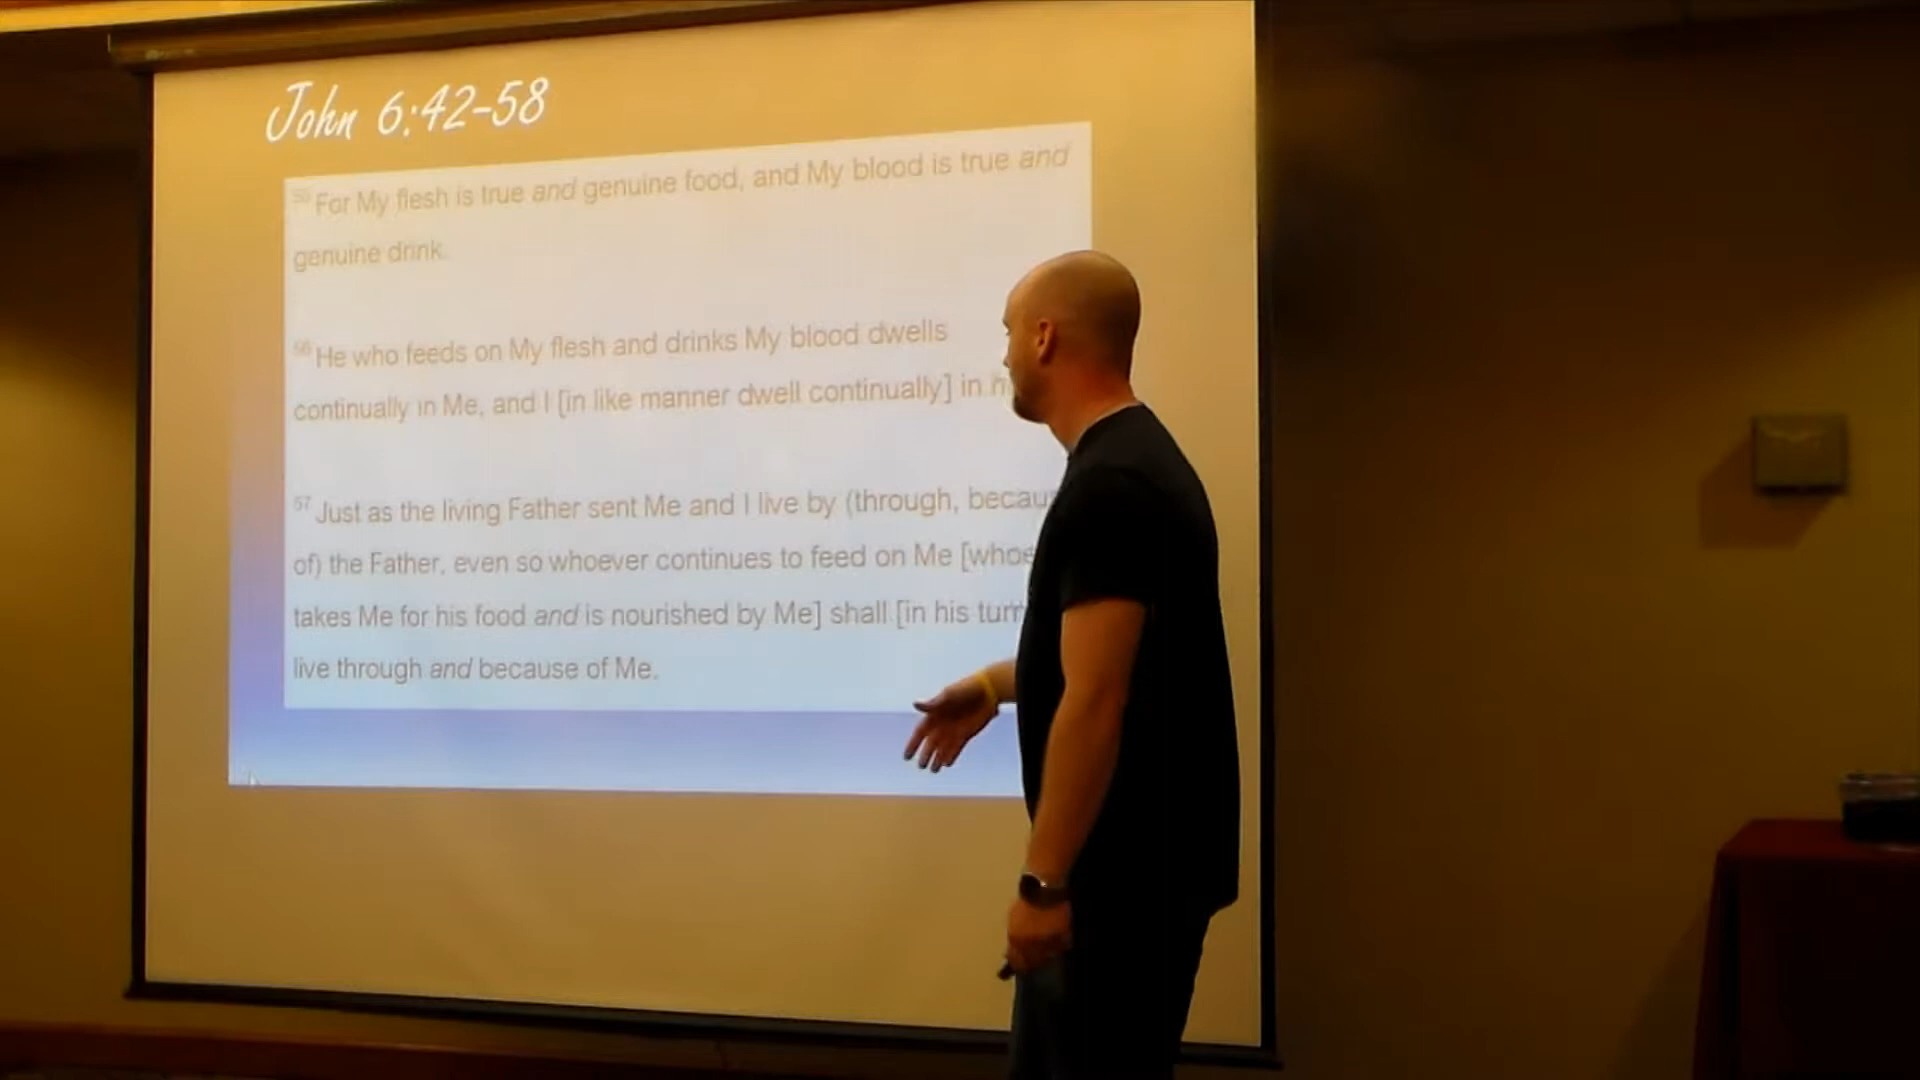 John 6:42-58
55 For My flesh is true and genuine food, and My blood is true and
genuine drink.
56 He who feeds on My flesh and drinks My blood dwells
continually in Me, and I [in like manner dwell continually] in
57 Just as the living Father sent Me and I live by (through,
of) the Father, even so whoever continues to feed on Me
takes Me for his food and is nourished by Me] shall [in his turn
live through and because of Me.